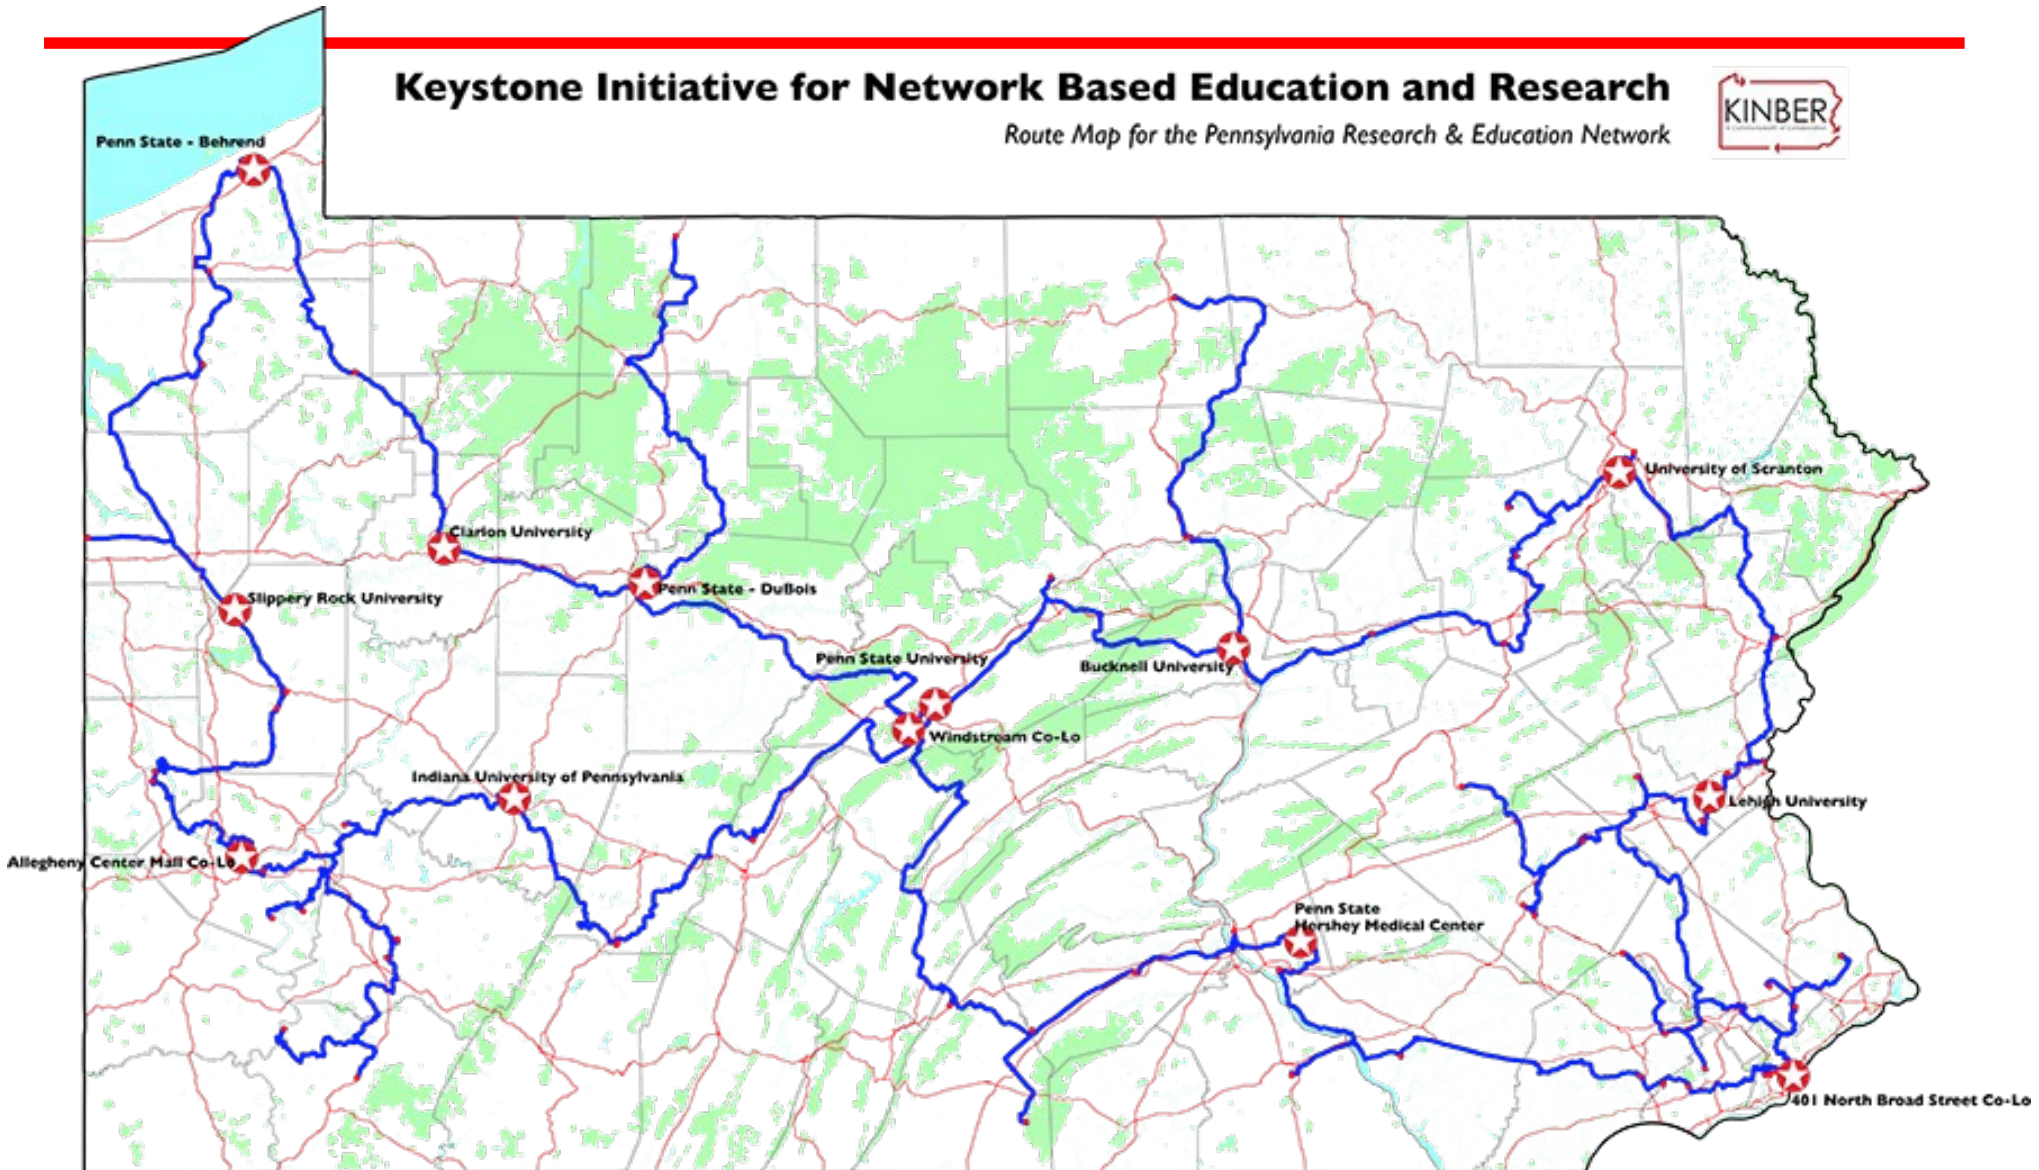 Keystone Initiative for Network Based Education and Research
Route Map for the Pennsylvania Research & Education Network
KINBER
Penn State - Behrend
University of Scranton
Clarion University
Penn State - DuBois
Slippery Rock University
Penn State University
Bucknell University
Windstream Co-Lo
Indiana University of Pennsylvania
Lehigh University
Allegheny Center Mall Co-Lo
Penn State
Hershey Medical Center
401 North Broad Street Co-Lo